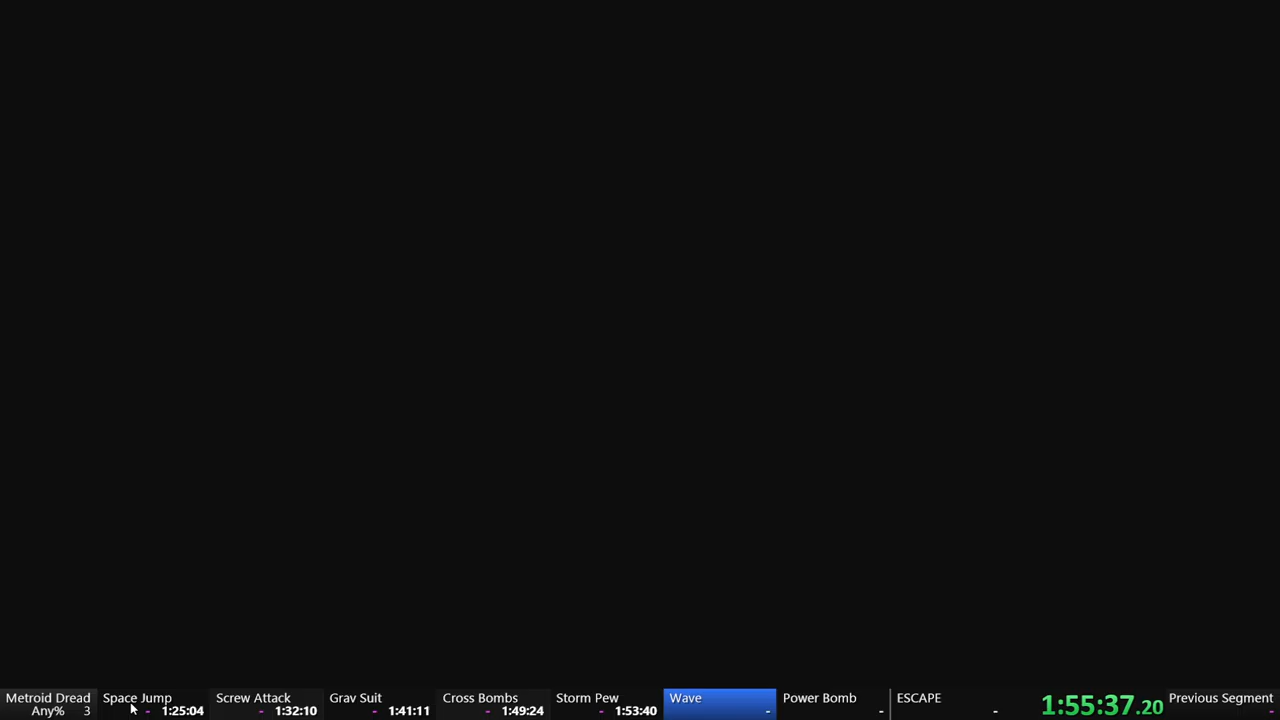 Metroid Dread
Any% 3
Space Jump
- 1:25:04
Screw Attack
- 1:32:10
Grav Suit
- 1:41:11
Cross Bombs
- 1:49:24
Storm Pew
- 1:53:40
Wave
-
Power Bomb
-
ESCAPE
-
1:55:37.20
Previous Segment
-